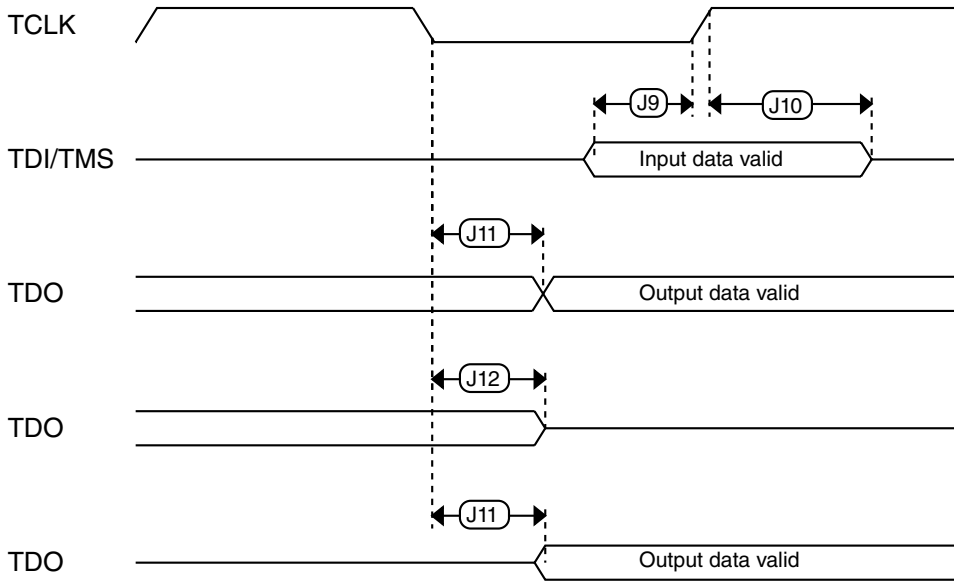 TCLK
J9
J10
TDI/TMS
Input data valid
J11
TDO
Output data valid
J12
TDO
J11
TDO
Output data valid